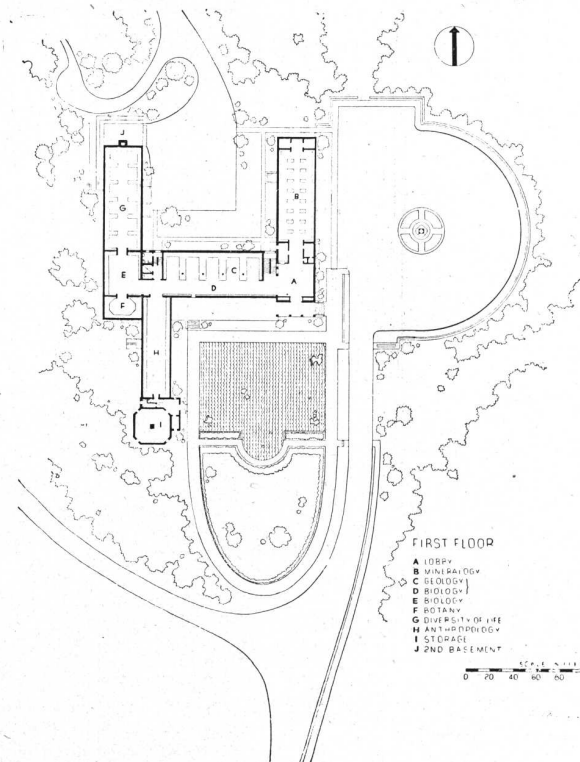 J
G
B
E
C
A
D
F
H
I
FIRST FLOOR
A LOBBY
B MINERALOGY
C GEOLOGY
D BIOLOGY
E BIOLOGY
F BOTANY
G DIVERSITY OF LIFE
H ANTHROPOLOGY
I STORAGE
J 2ND BASEMENT
SCALE
0 20 40 60 80